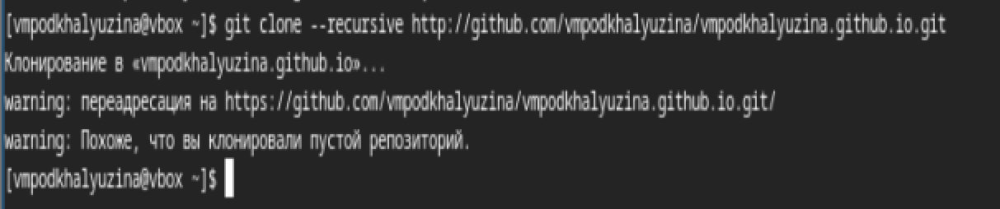 [vmpodkhalyuzina@vbox ~]$ git clone --recursive http://github.com/vmpodkhalyuzina/vmpodkhalyuzina.github.io.git
Клонирование в «vmpodkhalyuzina.github.io»...
warning: переадресация на https://github.com/vmpodkhalyuzina/vmpodkhalyuzina.github.io.git/
warning: Похоже, что вы клонировали пустой репозиторий.
[vmpodkhalyuzina@vbox ~]$